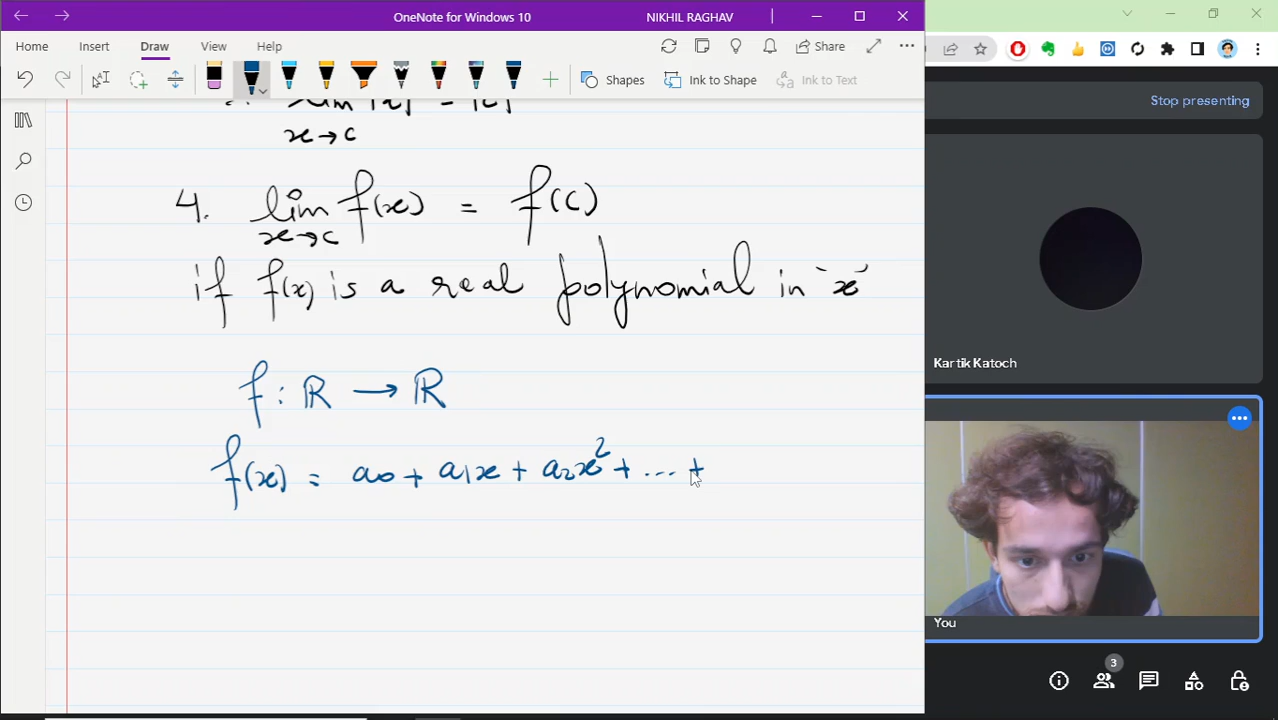 OneNote for Windows 10
NIKHIL RAGHAV
Home Insert Draw View Help Share
Shapes Ink to Shape Ink to Text
lim |x| = |c|
x→c
4. lim f(x) = f(c)
x→c
if f(x) is a real polynomial in `x´
f : ℝ → ℝ
f(x) = a0 + a1x + a2x² + ... +
Stop presenting
Kartik Katoch
You
3